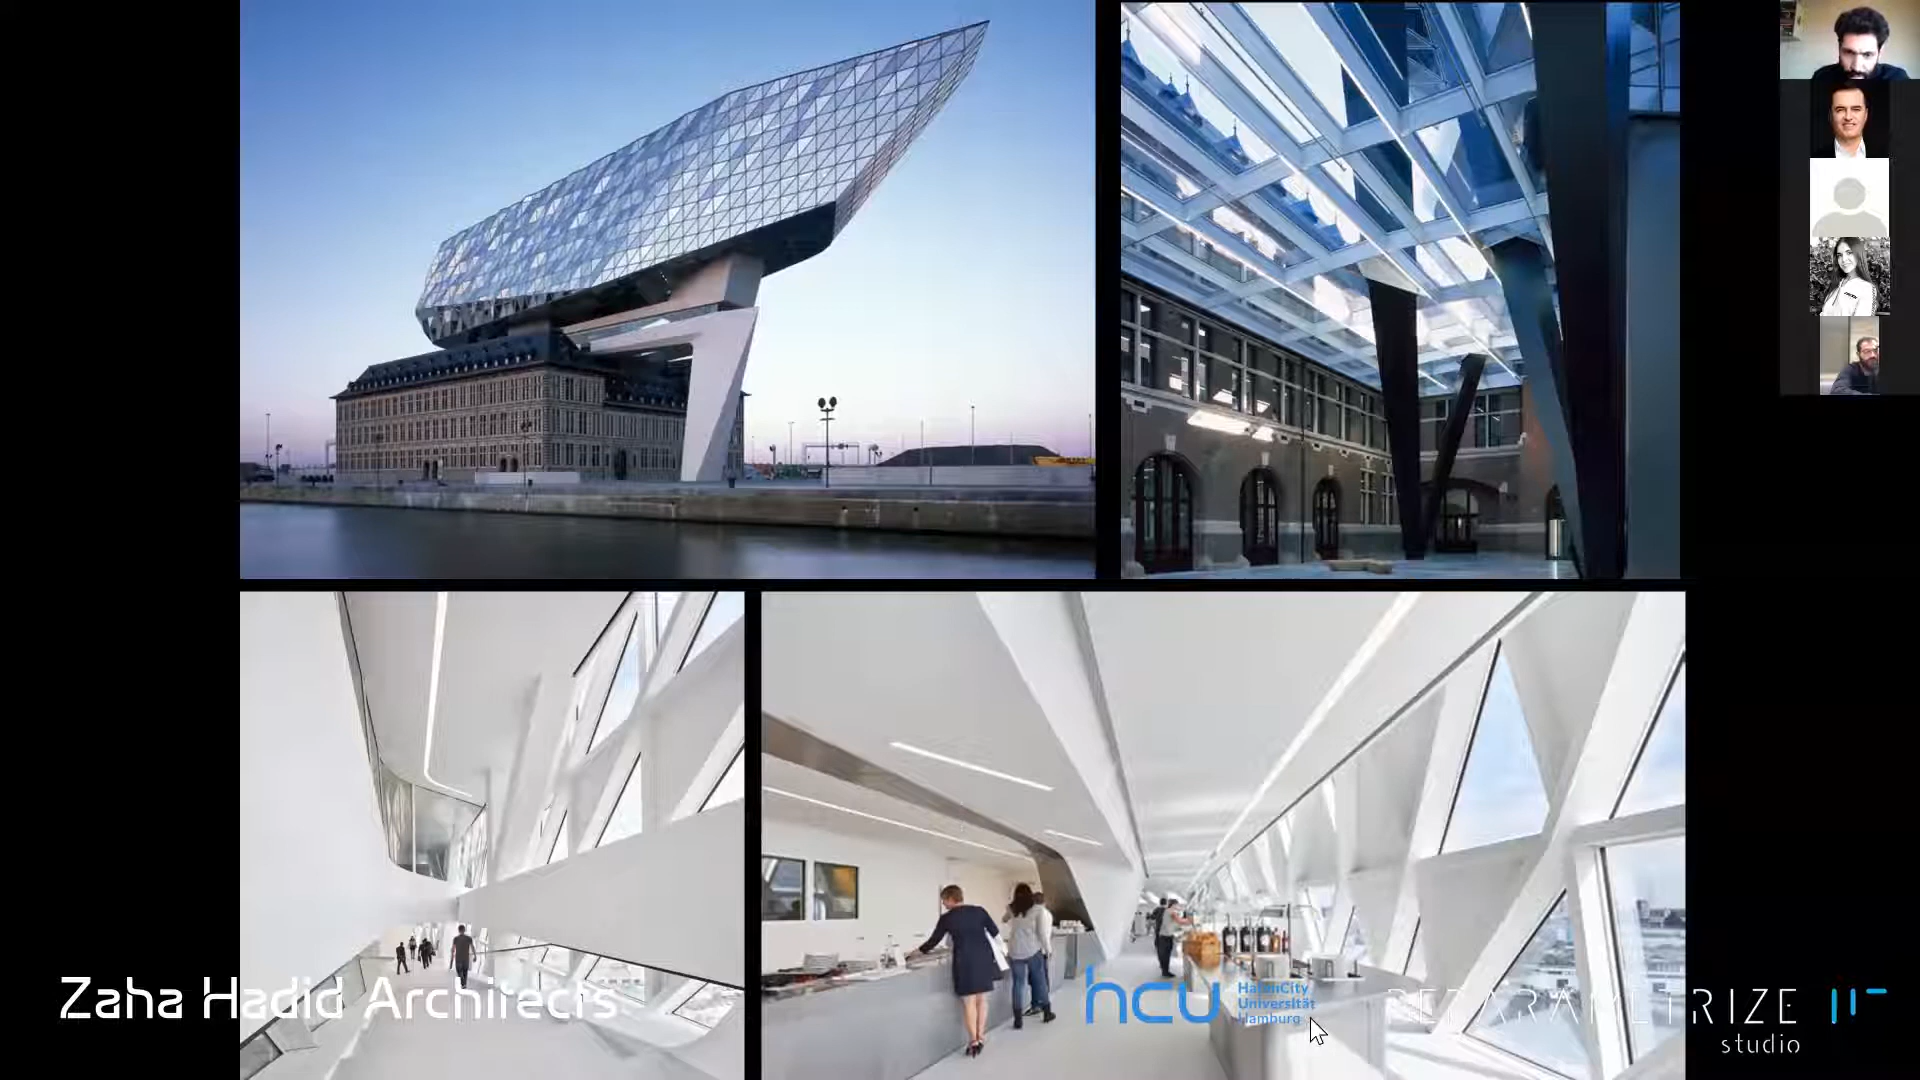 Zaha Hadid Architects
hcu
HafenCity
Universität
Hamburg
REPARAMETRIZE
studio